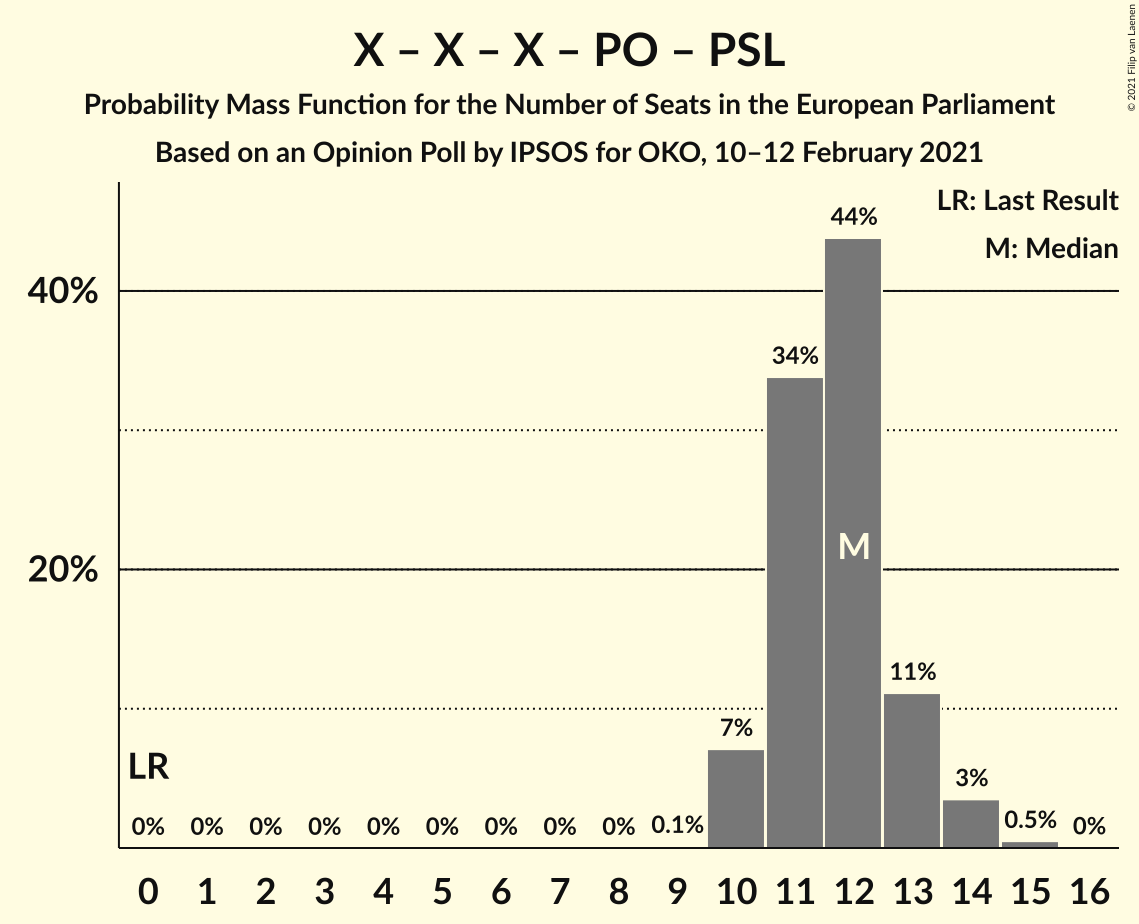 X – X – X – PO – PSL
Probability Mass Function for the Number of Seats in the European Parliament
Based on an Opinion Poll by IPSOS for OKO, 10–12 February 2021
© 2021 Filip van Laenen
LR: Last Result
M: Median
40%
20%
LR
M
0% 0% 0% 0% 0% 0% 0% 0% 0% 0.1% 7% 34% 44% 11% 3% 0.5% 0%
0 1 2 3 4 5 6 7 8 9 10 11 12 13 14 15 16